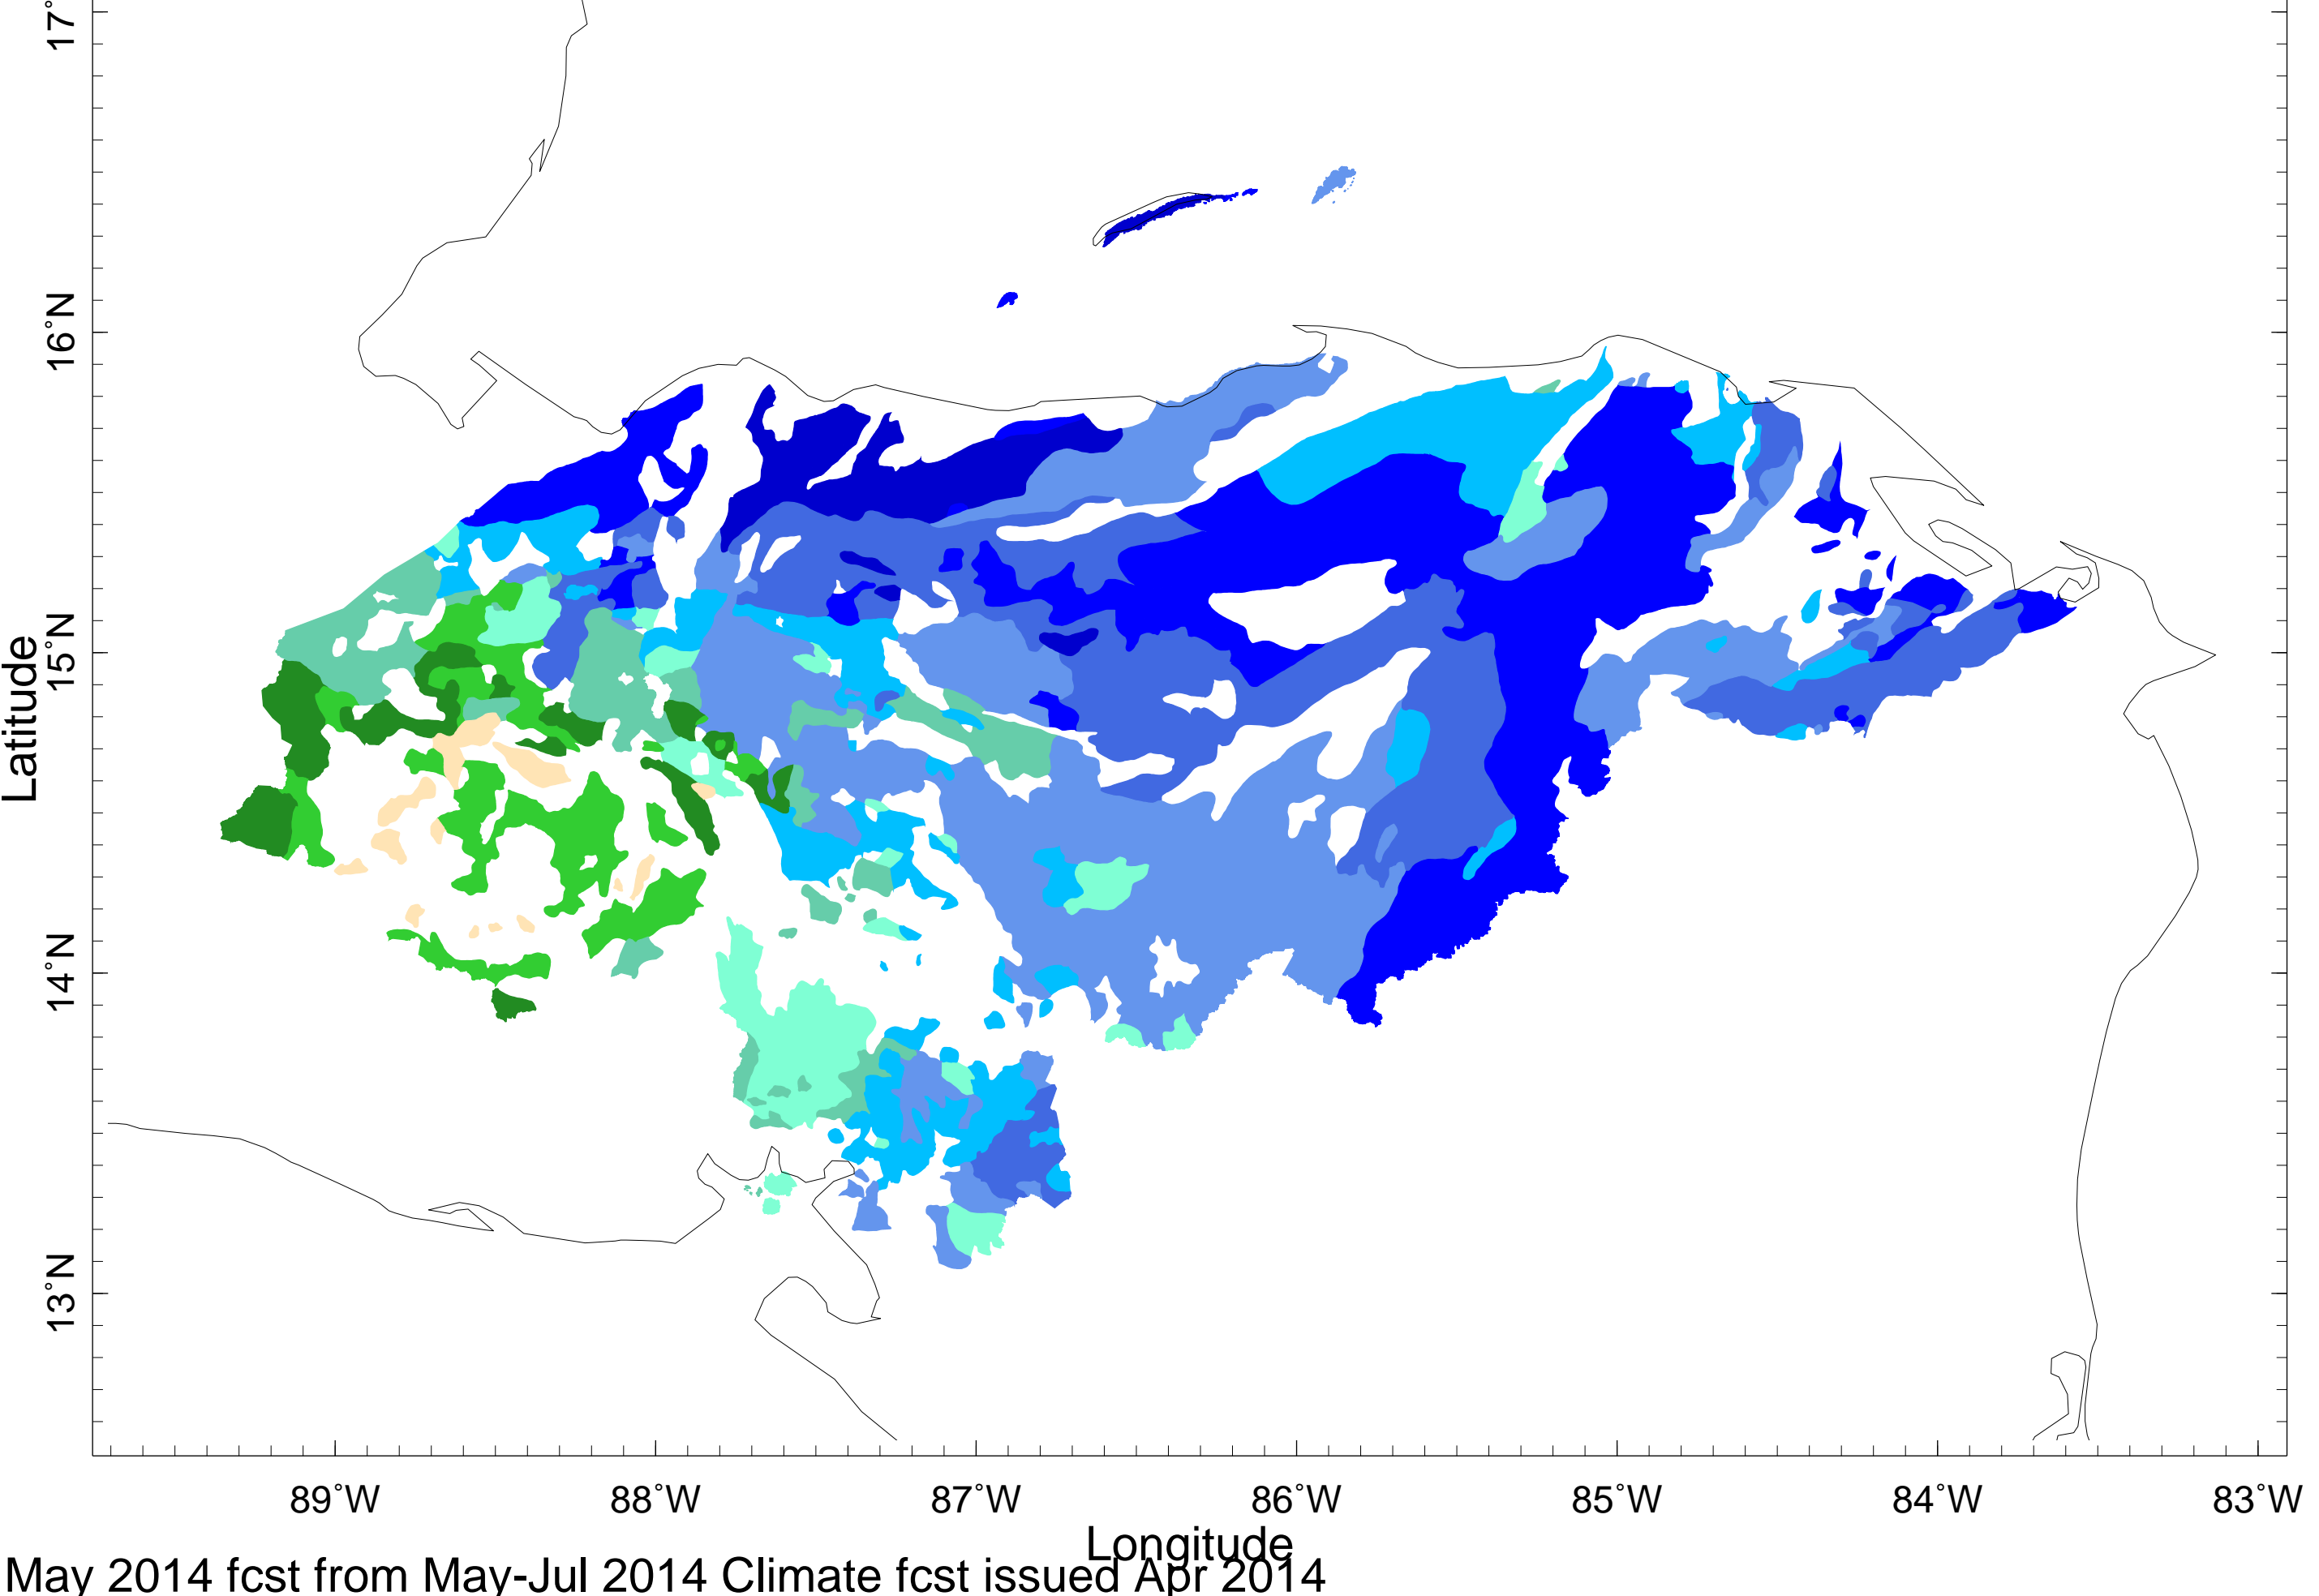 17°
16°N
15°N
14°N
13°N
Latitude
89°W 88°W 87°W 86°W 85°W 84°W 83°W
Longitude
May 2014 fcst from May-Jul 2014 Climate fcst issued Apr 2014